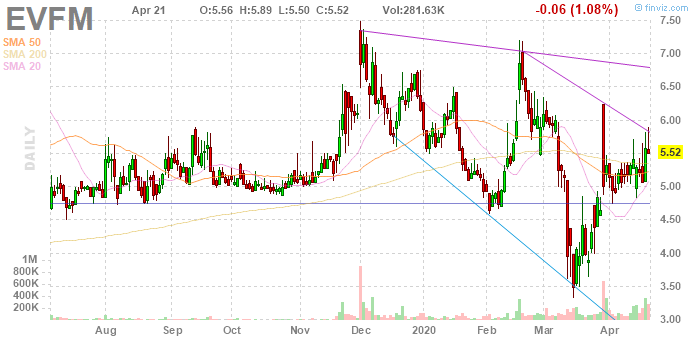 EVFM Apr 21 O:5.56 H:5.89 L:5.50 C:5.52 Vol:281.63K -0.06 (1.08%)
© finviz.com
SMA 50
SMA 200
SMA 20
DAILY
7.50
7.00
6.50
6.00
5.52
5.00
4.50
4.00
3.50
3.00
1M
800K
600K
400K
200K
Aug Sep Oct Nov Dec 2020 Feb Mar Apr